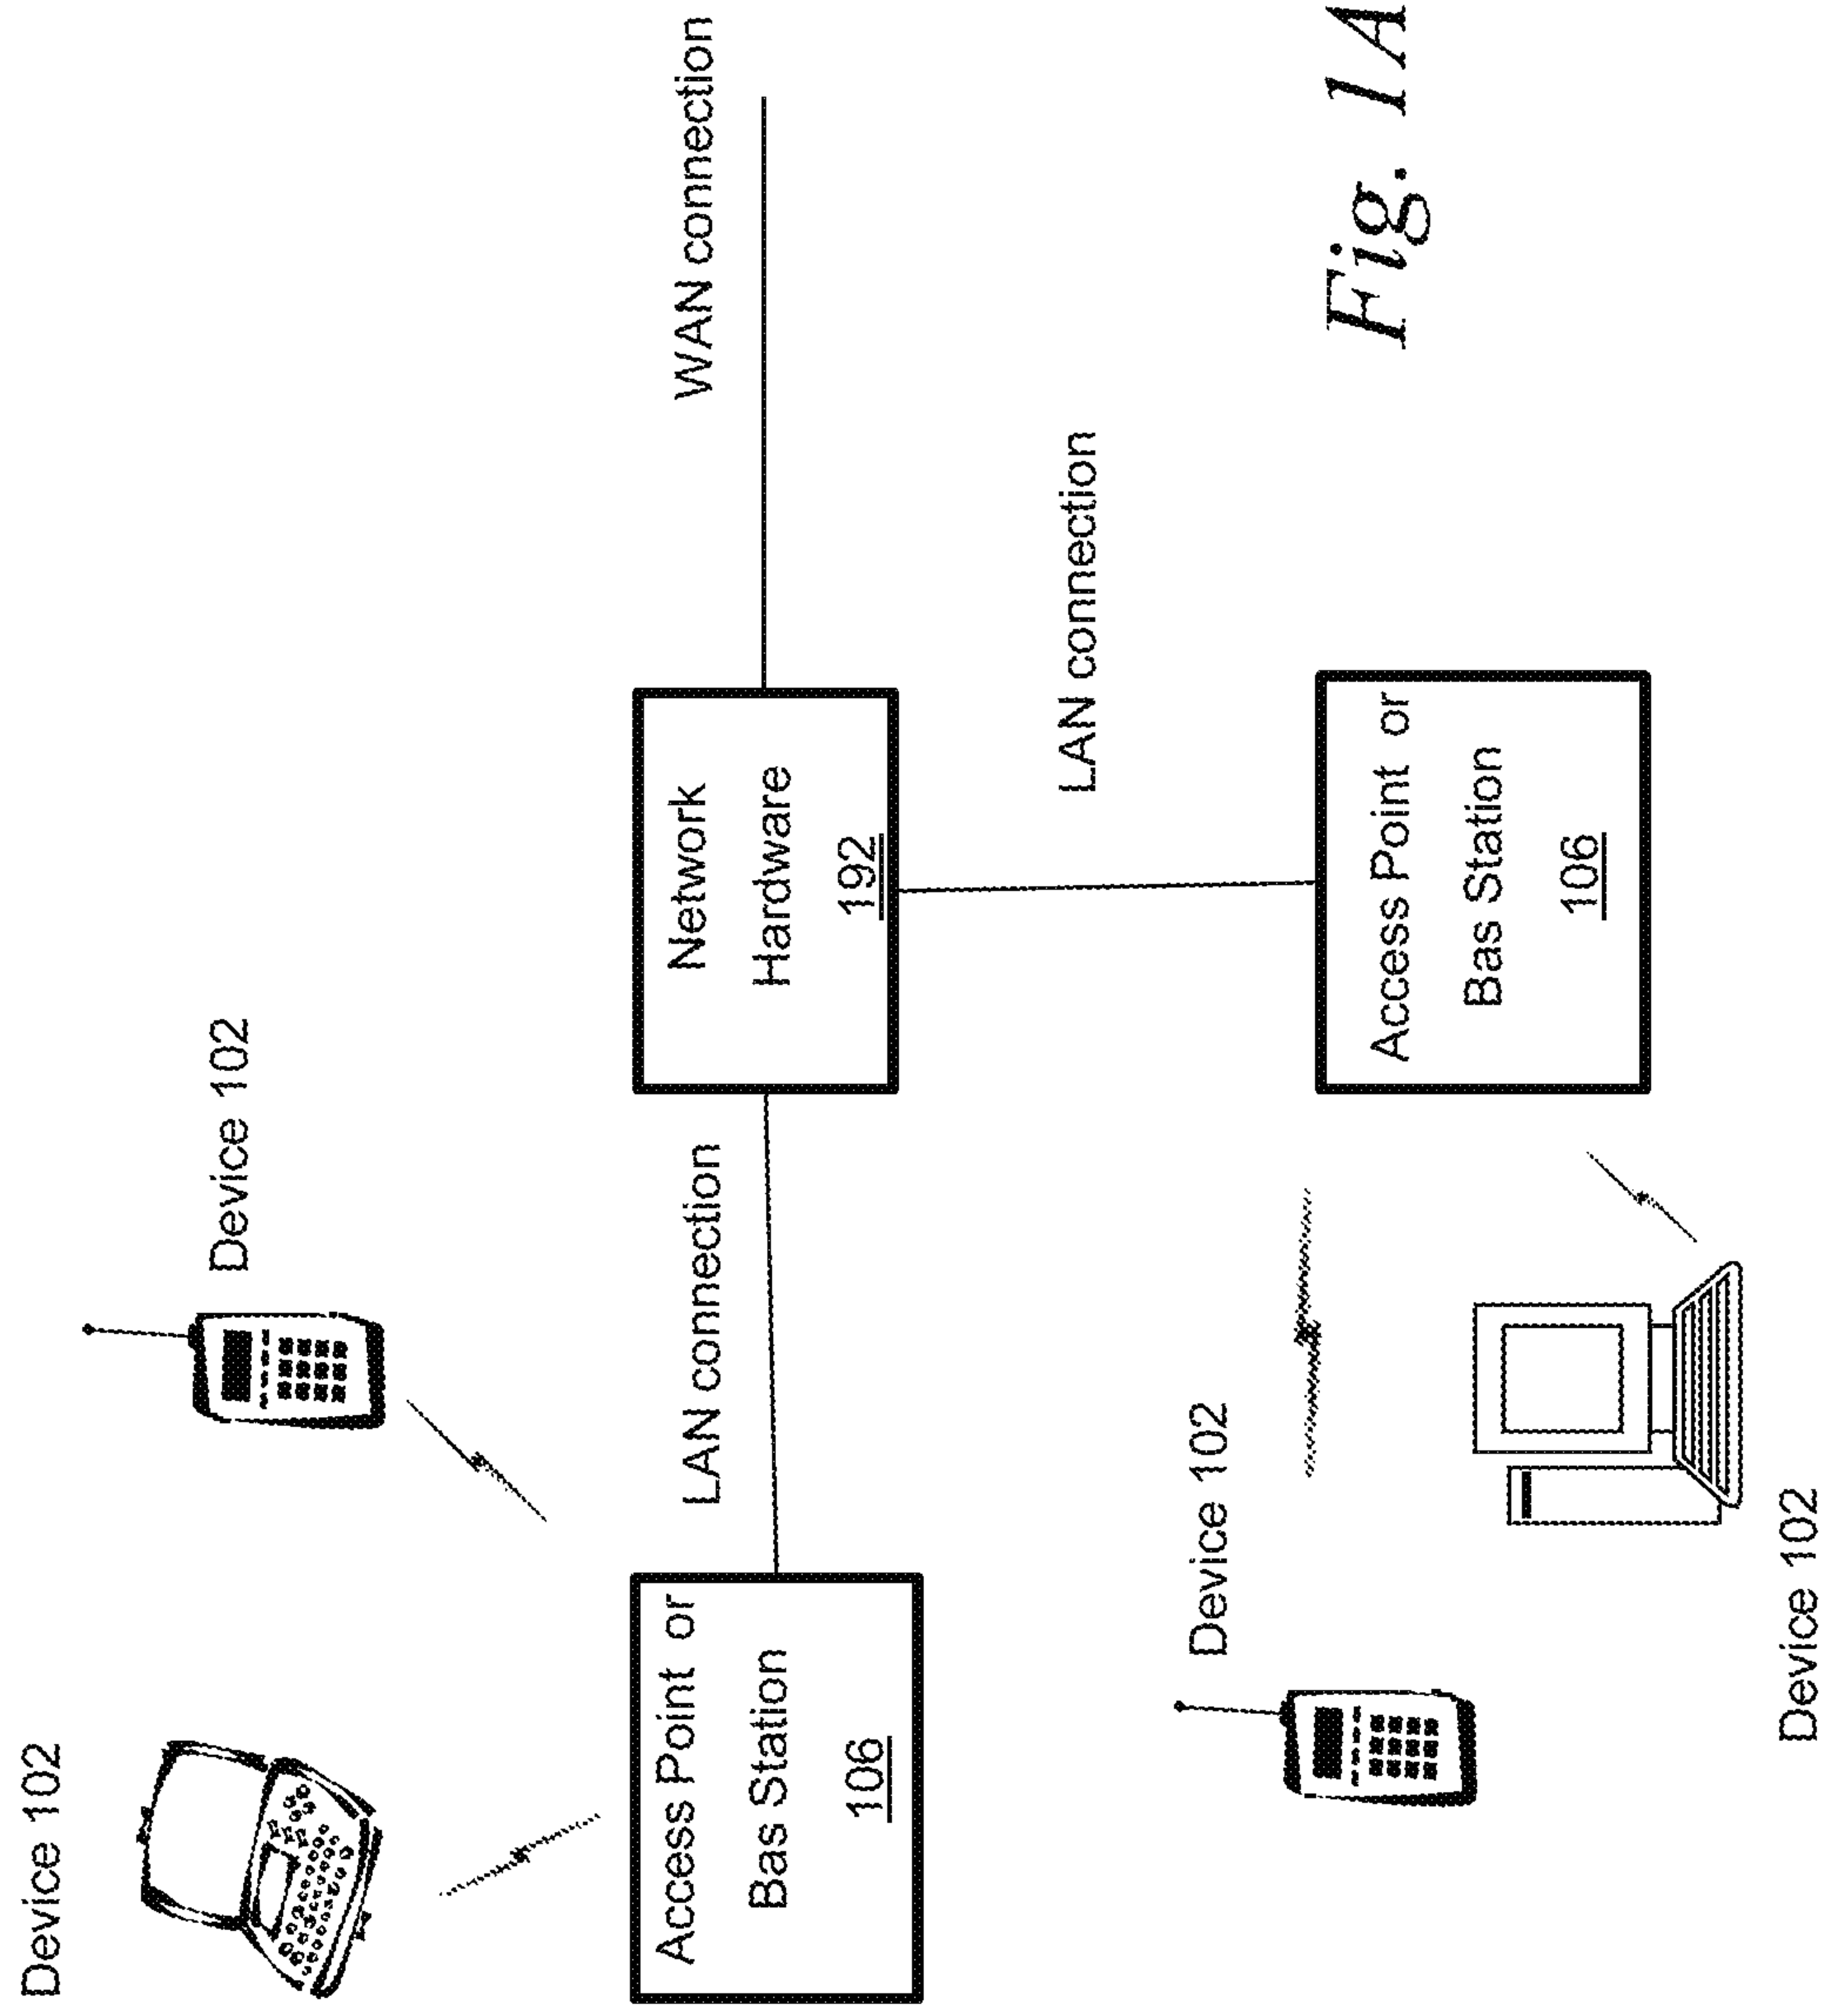 Device 102
Device 102
Access Point or
Bas Station
106
LAN connection
Network
Hardware
192
WAN connection
LAN connection
Device 102
Access Point or
Bas Station
106
Device 102
Fig. 1A